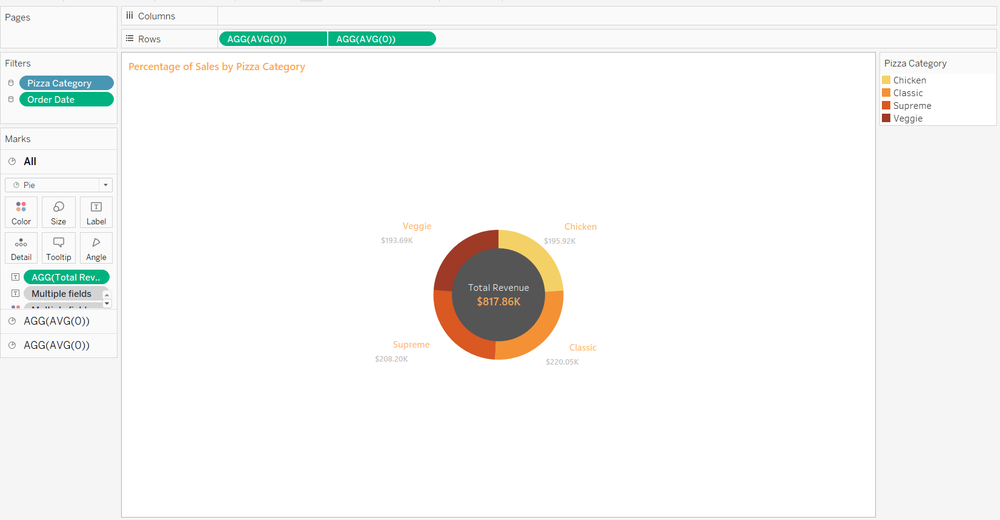 Pages
Columns
Rows
AGG(AVG(0))
AGG(AVG(0))
Filters
Pizza Category
Order Date
Marks
All
Pie
Color
Size
Label
Detail
Tooltip
Angle
AGG(Total Rev..
Multiple fields
AGG(AVG(0))
AGG(AVG(0))
Percentage of Sales by Pizza Category
Veggie
$193.69K
Chicken
$195.92K
Total Revenue
$817.86K
Supreme
$208.20K
Classic
$220.05K
Pizza Category
Chicken
Classic
Supreme
Veggie